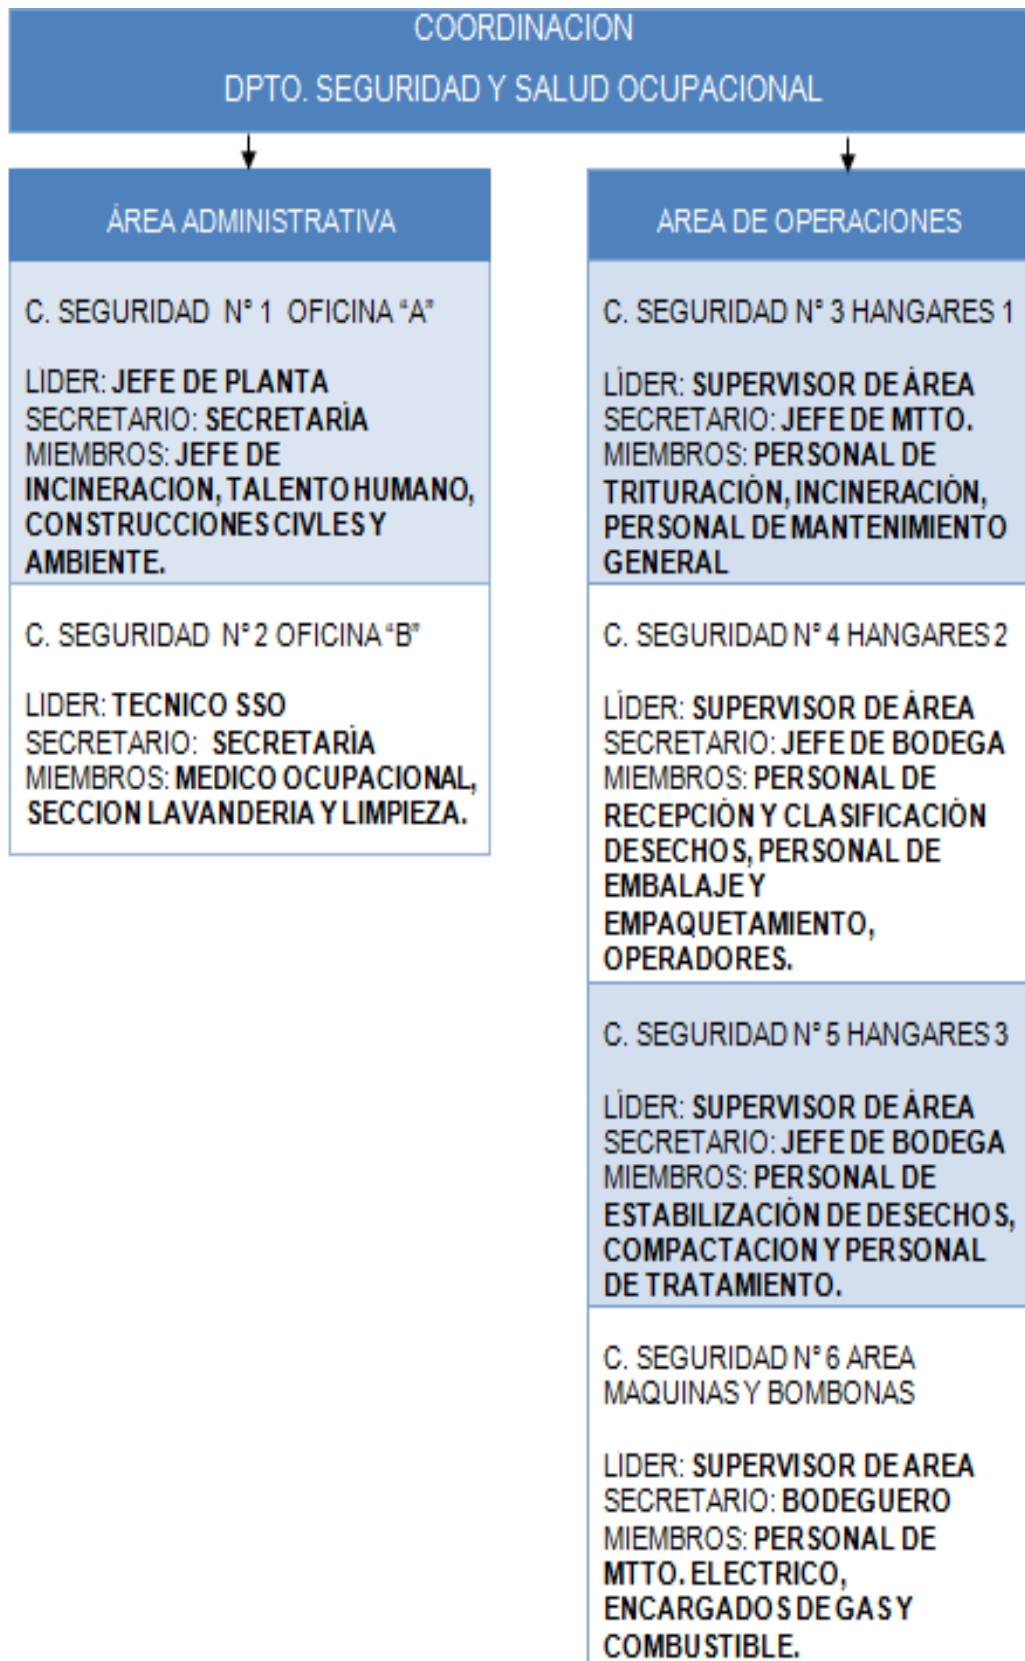 COORDINACION
DPTO. SEGURIDAD Y SALUD OCUPACIONAL
ÁREA ADMINISTRATIVA
C. SEGURIDAD N° 1 OFICINA “A”
LÍDER: JEFE DE PLANTA
SECRETARIO: SECRETARÍA
MIEMBROS: JEFE DE
INCINERACION, TALENTO HUMANO,
CONSTRUCCIONES CIVLES Y
AMBIENTE.
C. SEGURIDAD N° 2 OFICINA “B”
LÍDER: TECNICO SSO
SECRETARIO: SECRETARÍA
MIEMBROS: MEDICO OCUPACIONAL,
SECCION LAVANDERIA Y LIMPIEZA.
AREA DE OPERACIONES
C. SEGURIDAD N° 3 HANGARES 1
LÍDER: SUPERVISOR DE ÁREA
SECRETARIO: JEFE DE MTTO.
MIEMBROS: PERSONAL DE
TRITURACIÓN, INCINERACIÓN,
PERSONAL DE MANTENIMIENTO
GENERAL
C. SEGURIDAD N° 4 HANGARES 2
LÍDER: SUPERVISOR DE ÁREA
SECRETARIO: JEFE DE BODEGA
MIEMBROS: PERSONAL DE
RECEPCIÓN Y CLASIFICACIÓN
DESECHOS, PERSONAL DE
EMBALAJE Y
EMPAQUETAMIENTO,
OPERADORES.
C. SEGURIDAD N° 5 HANGARES 3
LÍDER: SUPERVISOR DE ÁREA
SECRETARIO: JEFE DE BODEGA
MIEMBROS: PERSONAL DE
ESTABILIZACIÓN DE DESECHOS,
COMPACTACION Y PERSONAL
DE TRATAMIENTO.
C. SEGURIDAD N° 6 AREA
MAQUINAS Y BOMBONAS
LÍDER: SUPERVISOR DE AREA
SECRETARIO: BODEGUERO
MIEMBROS: PERSONAL DE
MTTO. ELECTRICO,
ENCARGADOS DE GAS Y
COMBUSTIBLE.